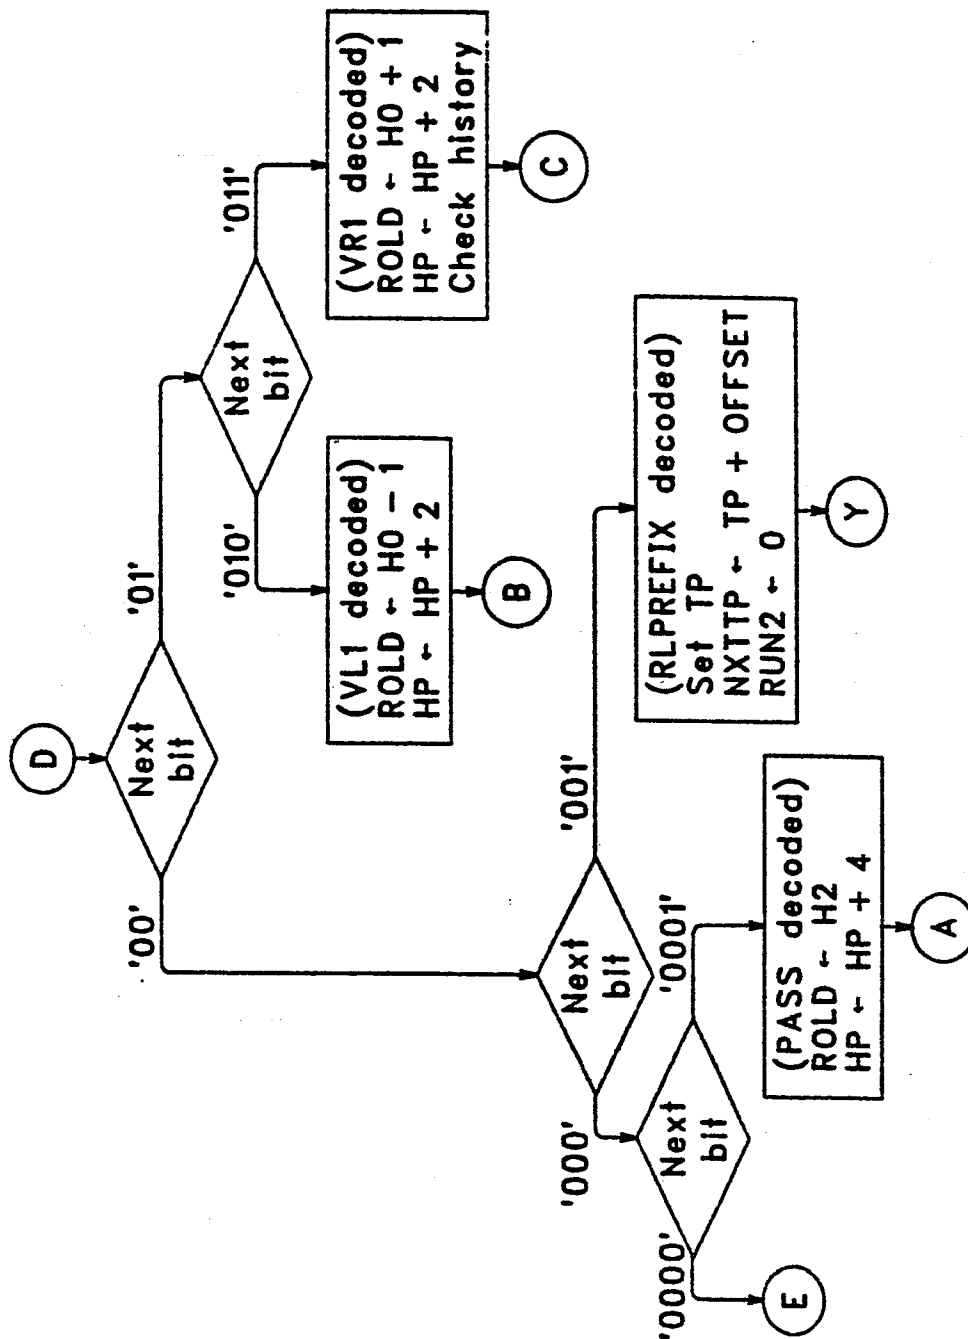 D
Next
bit
'00'
'01'
Next
bit
'010'
'011'
(VL1 decoded)
ROLD ← H0 − 1
HP ← HP + 2
B
(VR1 decoded)
ROLD ← H0 + 1
HP ← HP + 2
Check history
C
Next
bit
'000'
'001'
Next
bit
'0000'
'0001'
E
(PASS decoded)
ROLD ← H2
HP ← HP + 4
A
(RLPREFIX decoded)
Set TP
NXTTP ← TP + OFFSET
RUN2 ← 0
Y